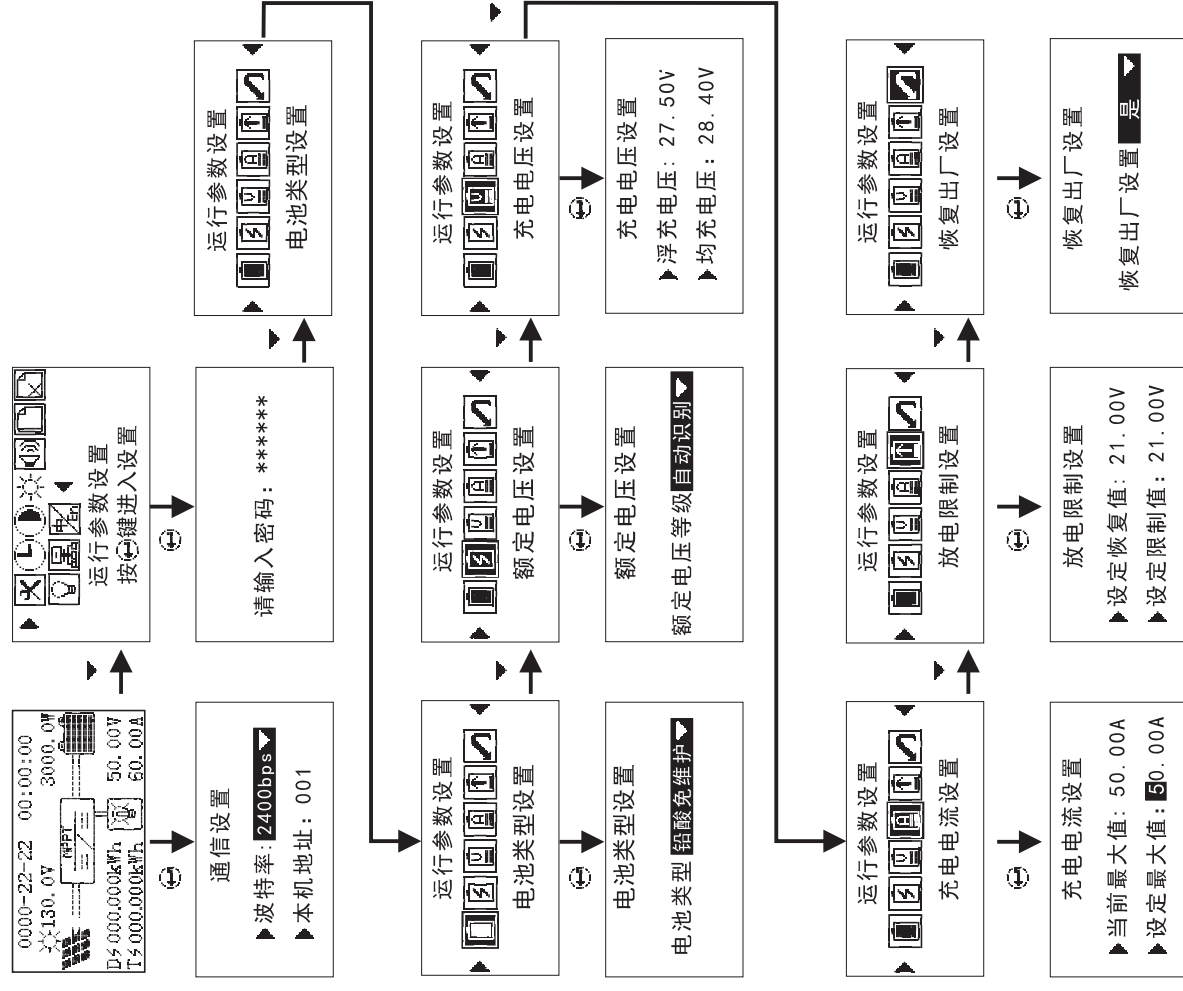 0000-22-22 00:00:00
130.0V 3000.0W
MPPT
D 000.000kWh 50.00V
T 000.000kWh 60.00A
通信设置
波特率: 2400bps
本机地址: 001
中/En
运行参数设置
按键进入设置
请输入密码: ******
运行参数设置
电池类型设置
运行参数设置
电池类型设置
电池类型设置
电池类型 铅酸免维护
运行参数设置
额定电压设置
额定电压设置
额定电压等级 自动识别
运行参数设置
充电电压设置
充电电压设置
浮充电压: 27.50V
均充电压: 28.40V
运行参数设置
充电电流设置
充电电流设置
当前最大值: 50.00A
设定最大值: 50.00A
运行参数设置
放电限制设置
放电限制设置
设定恢复值: 21.00V
设定限制值: 21.00V
运行参数设置
恢复出厂设置
恢复出厂设置
恢复出厂设置 是